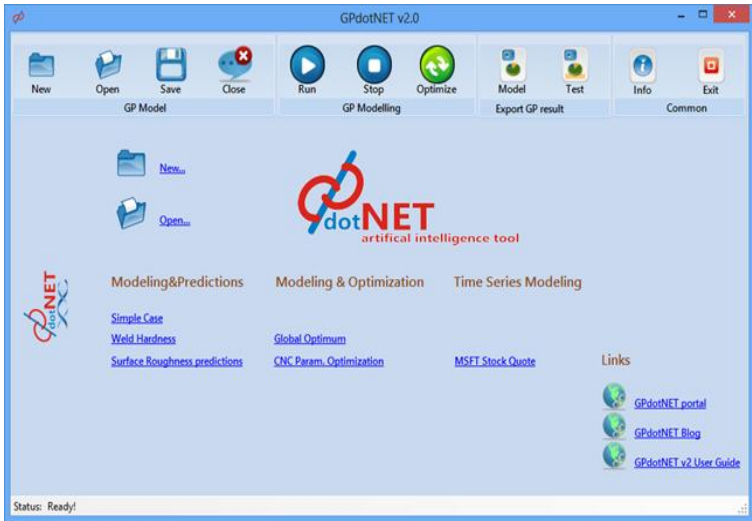 GPdotNET v2.0
New Open Save Close Run Stop Optimize Model Test Info Exit
GP Model GP Modelling Export GP result Common
New...
Open...
dotNET
artifical intelligence tool
dotNET
Modeling&Predictions Modeling & Optimization Time Series Modeling
Simple Case
Weld Hardness Global Optimum
Surface Roughness predictions CNC Param. Optimization MSFT Stock Quote
Links
GPdotNET portal
GPdotNET Blog
GPdotNET v2 User Guide
Status: Ready!